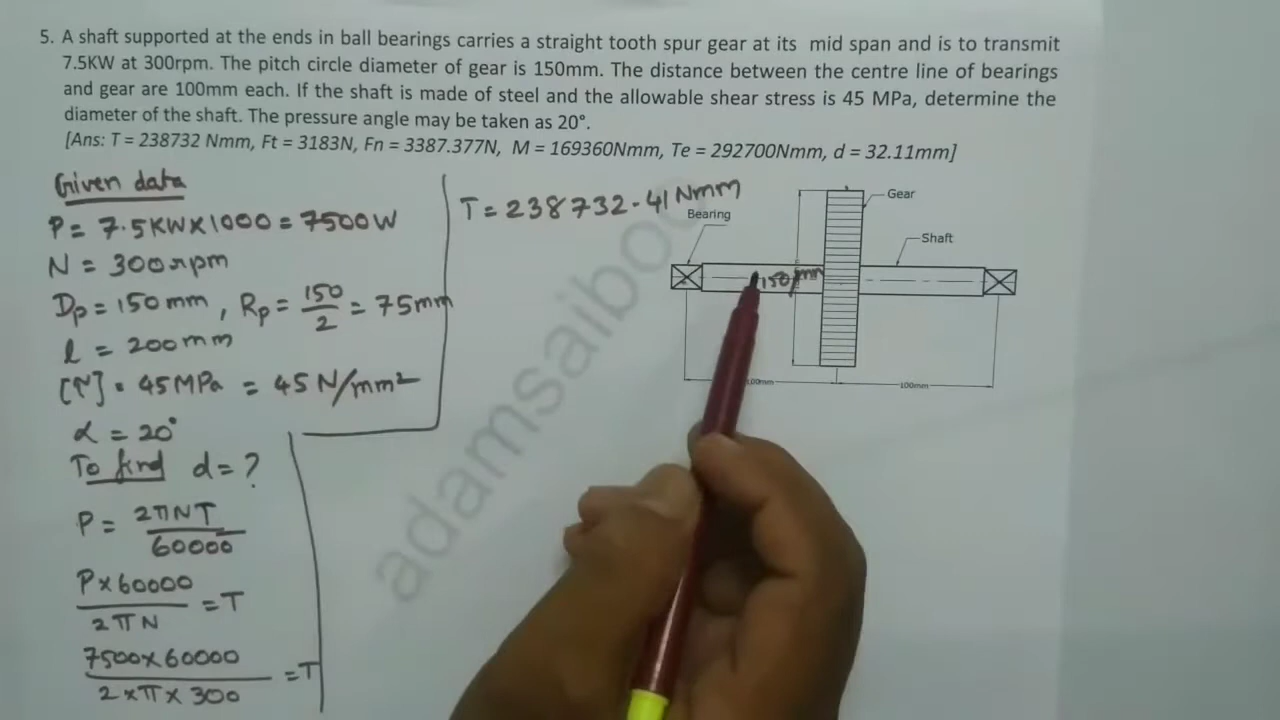 5. A shaft supported at the ends in ball bearings carries a straight tooth spur gear at its mid span and is to transmit
7.5KW at 300rpm. The pitch circle diameter of gear is 150mm. The distance between the centre line of bearings
and gear are 100mm each. If the shaft is made of steel and the allowable shear stress is 45 MPa, determine the
diameter of the shaft. The pressure angle may be taken as 20°.
[Ans: T = 238732 Nmm, Ft = 3183N, Fn = 3387.377N, M = 169360Nmm, Te = 292700Nmm, d = 32.11mm]
Given data
P = 7.5KW×1000 = 7500W
N = 300rpm
Dp = 150mm, Rp = 150/2 = 75mm
l = 200mm
[τ] = 45MPa = 45N/mm²
α = 20°
To find d = ?
P = 2πNT/60000
P×60000/2πN = T
7500×60000/2×π×300 = T
T = 238732.41Nmm
Bearing
Gear
Shaft
150mm
100mm
100mm
adamsaiboo